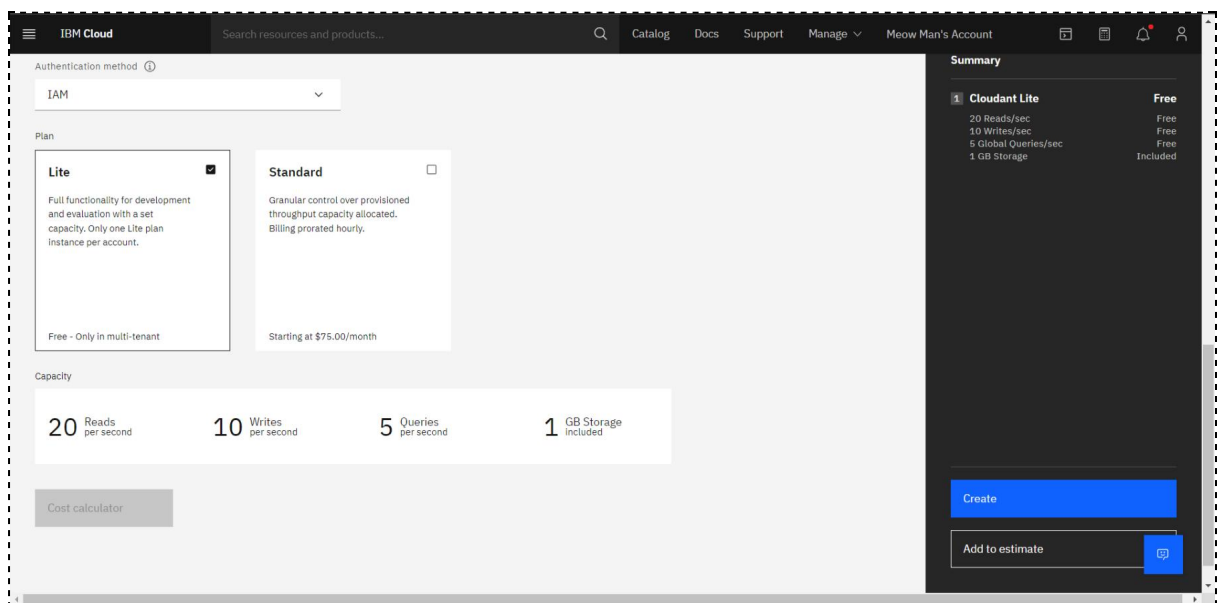 IBM Cloud
Search resources and products...
Catalog
Docs
Support
Manage
Meow Man's Account
Authentication method
IAM
Plan
Lite
Full functionality for development
and evaluation with a set
capacity. Only one Lite plan
instance per account.
Free - Only in multi-tenant
Standard
Granular control over provisioned
throughput capacity allocated.
Billing prorated hourly.
Starting at $75.00/month
Capacity
20 Reads per second
10 Writes per second
5 Queries per second
1 GB Storage included
Cost calculator
Summary
1 Cloudant Lite Free
20 Reads/sec Free
10 Writes/sec Free
5 Global Queries/sec Free
1 GB Storage Included
Create
Add to estimate